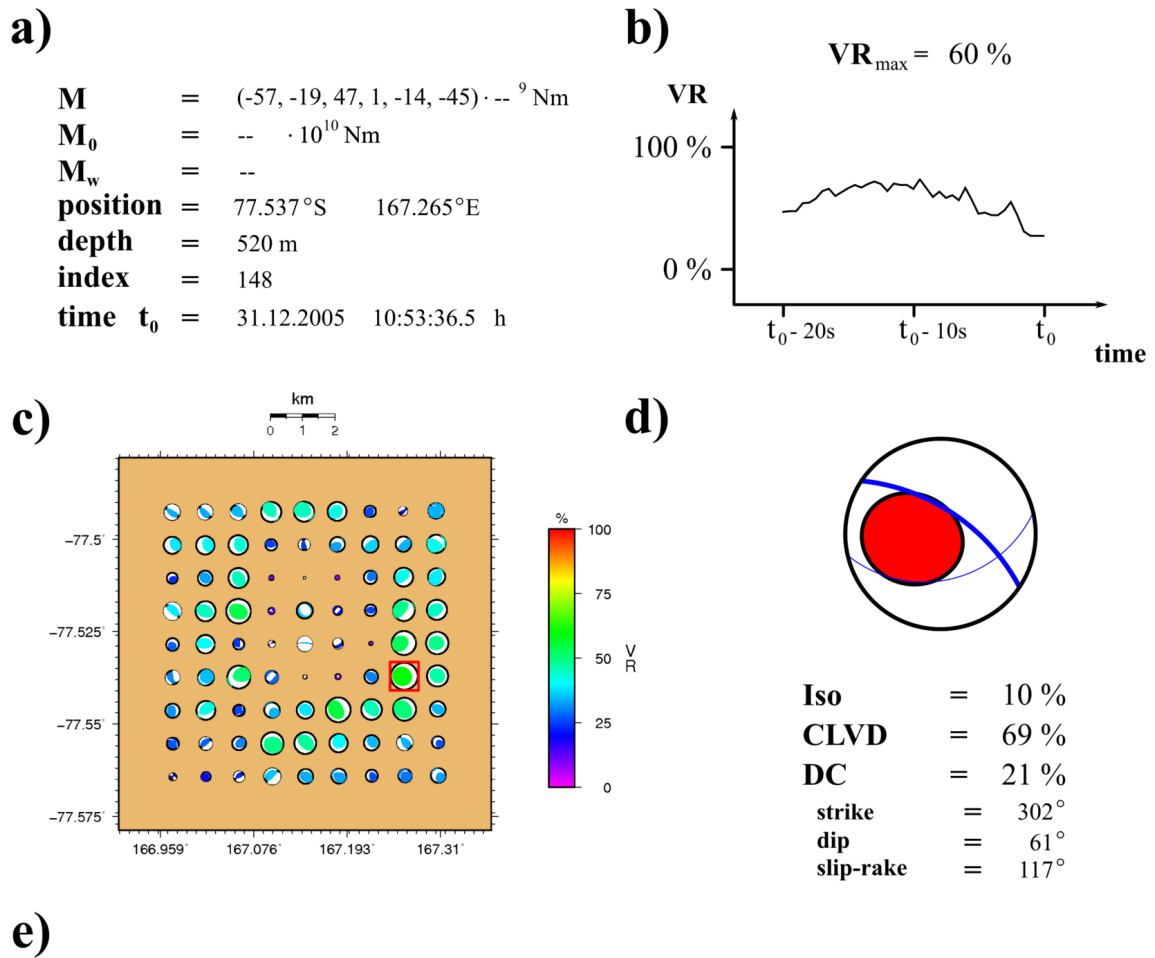 a)
M = (-57, -19, 47, 1, -14, -45) · -- 9 Nm
M0 = -- · 10^10 Nm
Mw = --
position = 77.537°S 167.265°E
depth = 520 m
index = 148
time t0 = 31.12.2005 10:53:36.5 h
b)
VRmax = 60 %
VR
100 %
0 %
t0 - 20s t0 - 10s t0
time
c)
km
0 1 2
−77.5°
−77.525°
−77.55°
−77.575°
166.959° 167.076° 167.193° 167.31°
%
100
75
50
25
0
VR
d)
Iso = 10 %
CLVD = 69 %
DC = 21 %
strike = 302°
dip = 61°
slip-rake = 117°
e)